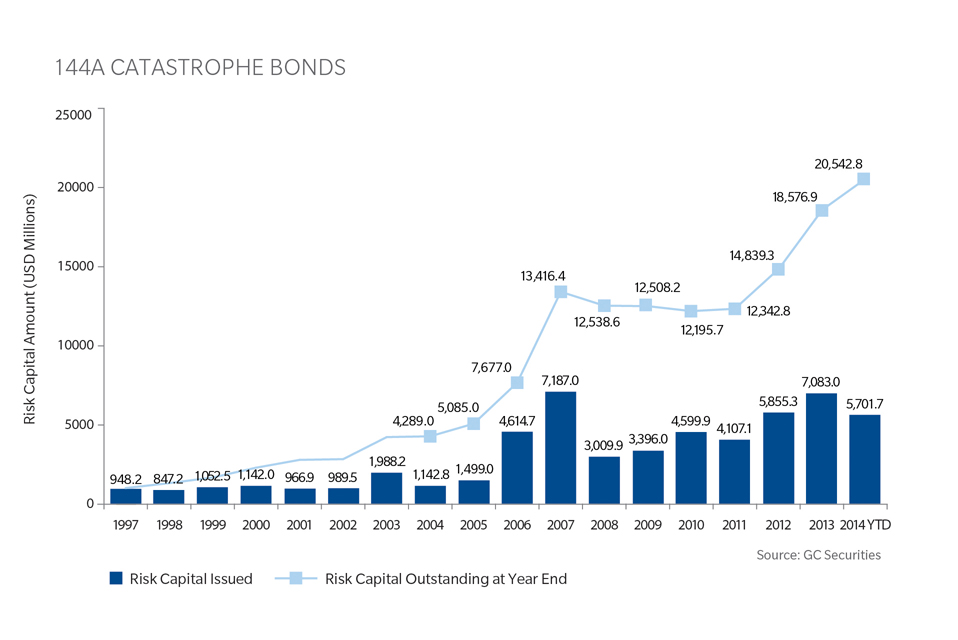 144A CATASTROPHE BONDS
Risk Capital Amount (USD Millions)
25000
20000
15000
10000
5000
0
20,542.8
18,576.9
14,839.3
13,416.4
12,508.2
12,538.6
12,195.7
12,342.8
7,677.0
5,085.0
4,289.0
948.2 847.2 1,052.5 1,142.0 966.9 989.5 1,988.2 1,142.8 1,499.0 4,614.7 7,187.0 3,009.9 3,396.0 4,599.9 4,107.1 5,855.3 7,083.0 5,701.7
1997 1998 1999 2000 2001 2002 2003 2004 2005 2006 2007 2008 2009 2010 2011 2012 2013 2014 YTD
Source: GC Securities
Risk Capital Issued Risk Capital Outstanding at Year End